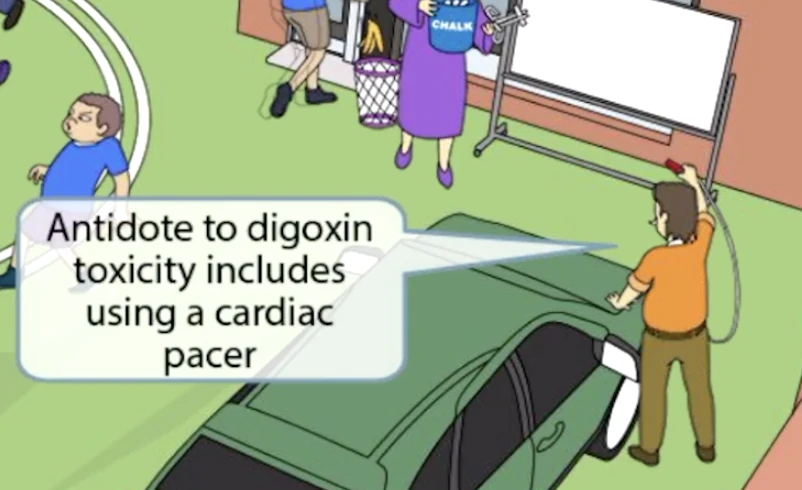 CHALK
Antidote to digoxin
toxicity includes
using a cardiac
pacer